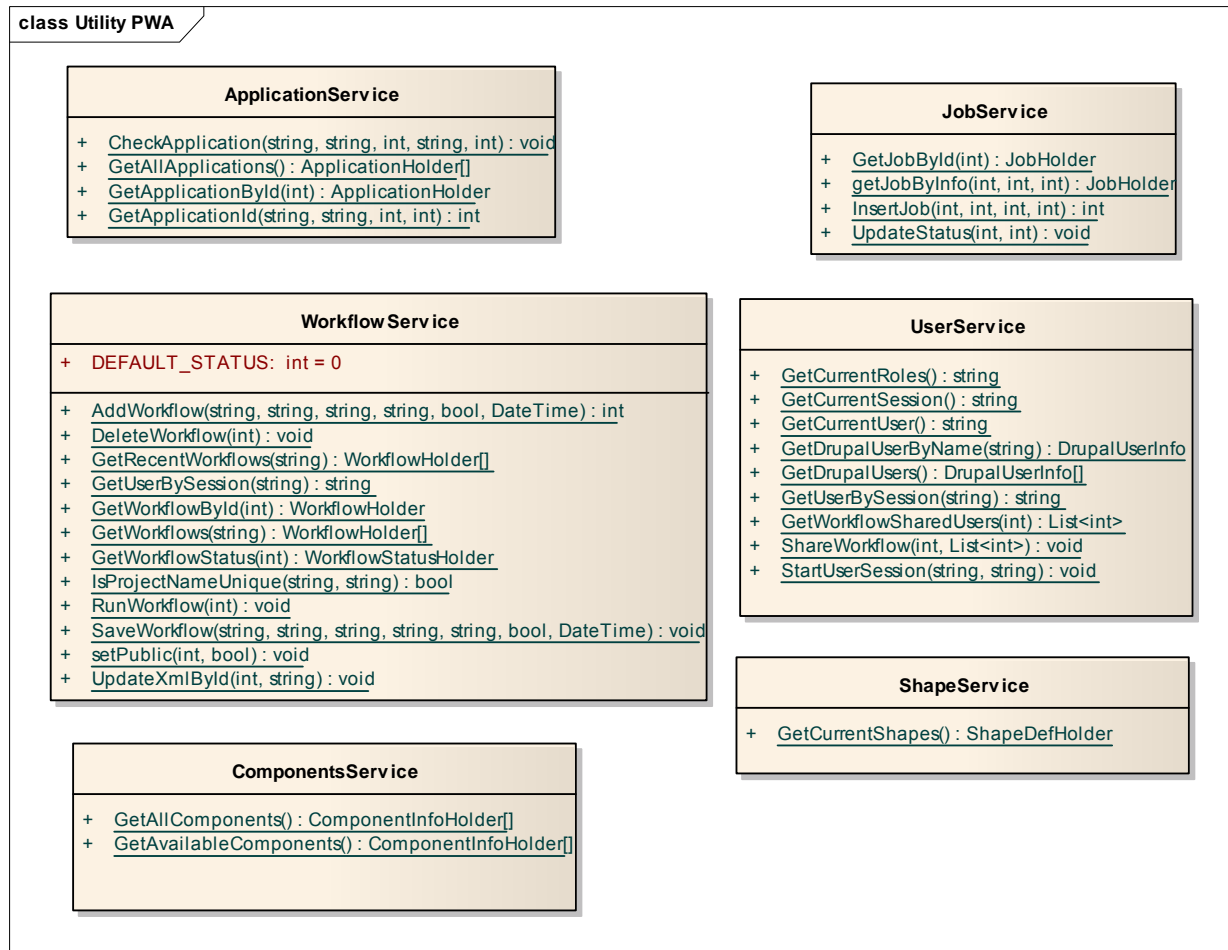 class Utility PWA
ApplicationService
+ CheckApplication(string, string, int, string, int) : void
+ GetAllApplications() : ApplicationHolder[]
+ GetApplicationById(int) : ApplicationHolder
+ GetApplicationId(string, string, int, int) : int
JobService
+ GetJobById(int) : JobHolder
+ getJobByInfo(int, int, int) : JobHolder
+ InsertJob(int, int, int, int) : int
+ UpdateStatus(int, int) : void
WorkflowService
+ DEFAULT_STATUS: int = 0
+ AddWorkflow(string, string, string, string, bool, DateTime) : int
+ DeleteWorkflow(int) : void
+ GetRecentWorkflows(string) : WorkflowHolder[]
+ GetUserBySession(string) : string
+ GetWorkflowById(int) : WorkflowHolder
+ GetWorkflows(string) : WorkflowHolder[]
+ GetWorkflowStatus(int) : WorkflowStatusHolder
+ IsProjectNameUnique(string, string) : bool
+ RunWorkflow(int) : void
+ SaveWorkflow(string, string, string, string, string, bool, DateTime) : void
+ setPublic(int, bool) : void
+ UpdateXmlById(int, string) : void
UserService
+ GetCurrentRoles() : string
+ GetCurrentSession() : string
+ GetCurrentUser() : string
+ GetDrupalUserByName(string) : DrupalUserInfo
+ GetDrupalUsers() : DrupalUserInfo[]
+ GetUserBySession(string) : string
+ GetWorkflowSharedUsers(int) : List<int>
+ ShareWorkflow(int, List<int>) : void
+ StartUserSession(string, string) : void
ShapeService
+ GetCurrentShapes() : ShapeDefHolder
ComponentsService
+ GetAllComponents() : ComponentInfoHolder[]
+ GetAvailableComponents() : ComponentInfoHolder[]